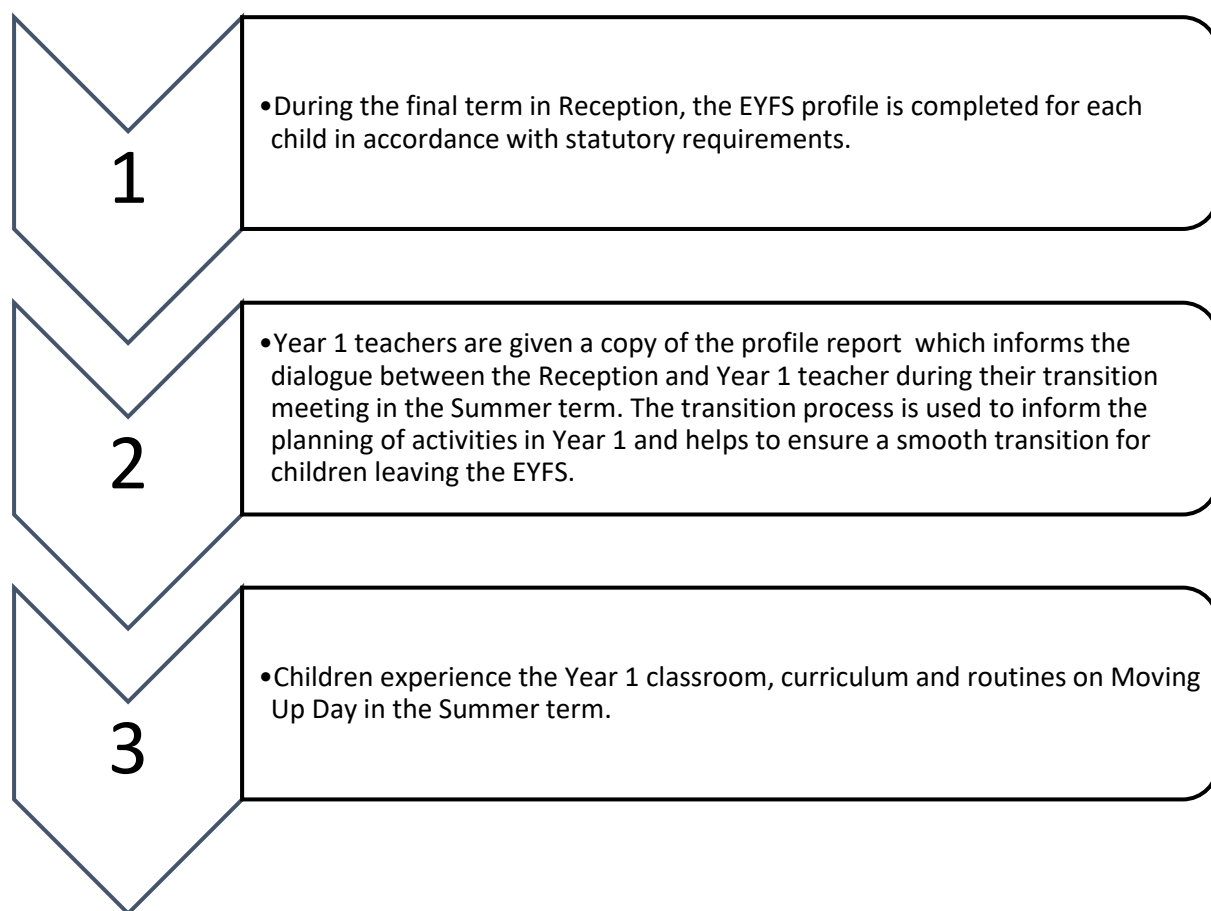 1
•During the final term in Reception, the EYFS profile is completed for each
child in accordance with statutory requirements.
2
•Year 1 teachers are given a copy of the profile report  which informs the
dialogue between the Reception and Year 1 teacher during their transition
meeting in the Summer term. The transition process is used to inform the
planning of activities in Year 1 and helps to ensure a smooth transition for
children leaving the EYFS.
3
•Children experience the Year 1 classroom, curriculum and routines on Moving
Up Day in the Summer term.